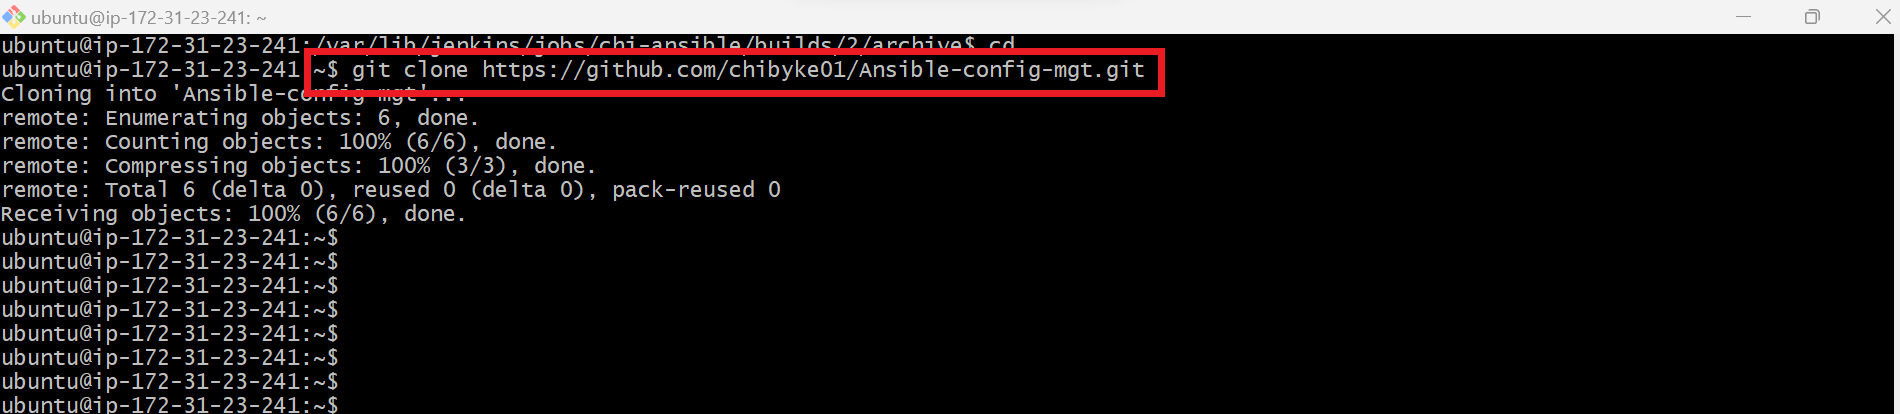 ubuntu@ip-172-31-23-241: ~
ubuntu@ip-172-31-23-241:/var/lib/jenkins/jobs/chi-ansible/builds/2/archive$ cd
ubuntu@ip-172-31-23-241:~$ git clone https://github.com/chibyke01/Ansible-config-mgt.git
Cloning into 'Ansible-config-mgt'...
remote: Enumerating objects: 6, done.
remote: Counting objects: 100% (6/6), done.
remote: Compressing objects: 100% (3/3), done.
remote: Total 6 (delta 0), reused 0 (delta 0), pack-reused 0
Receiving objects: 100% (6/6), done.
ubuntu@ip-172-31-23-241:~$
ubuntu@ip-172-31-23-241:~$
ubuntu@ip-172-31-23-241:~$
ubuntu@ip-172-31-23-241:~$
ubuntu@ip-172-31-23-241:~$
ubuntu@ip-172-31-23-241:~$
ubuntu@ip-172-31-23-241:~$
ubuntu@ip-172-31-23-241:~$